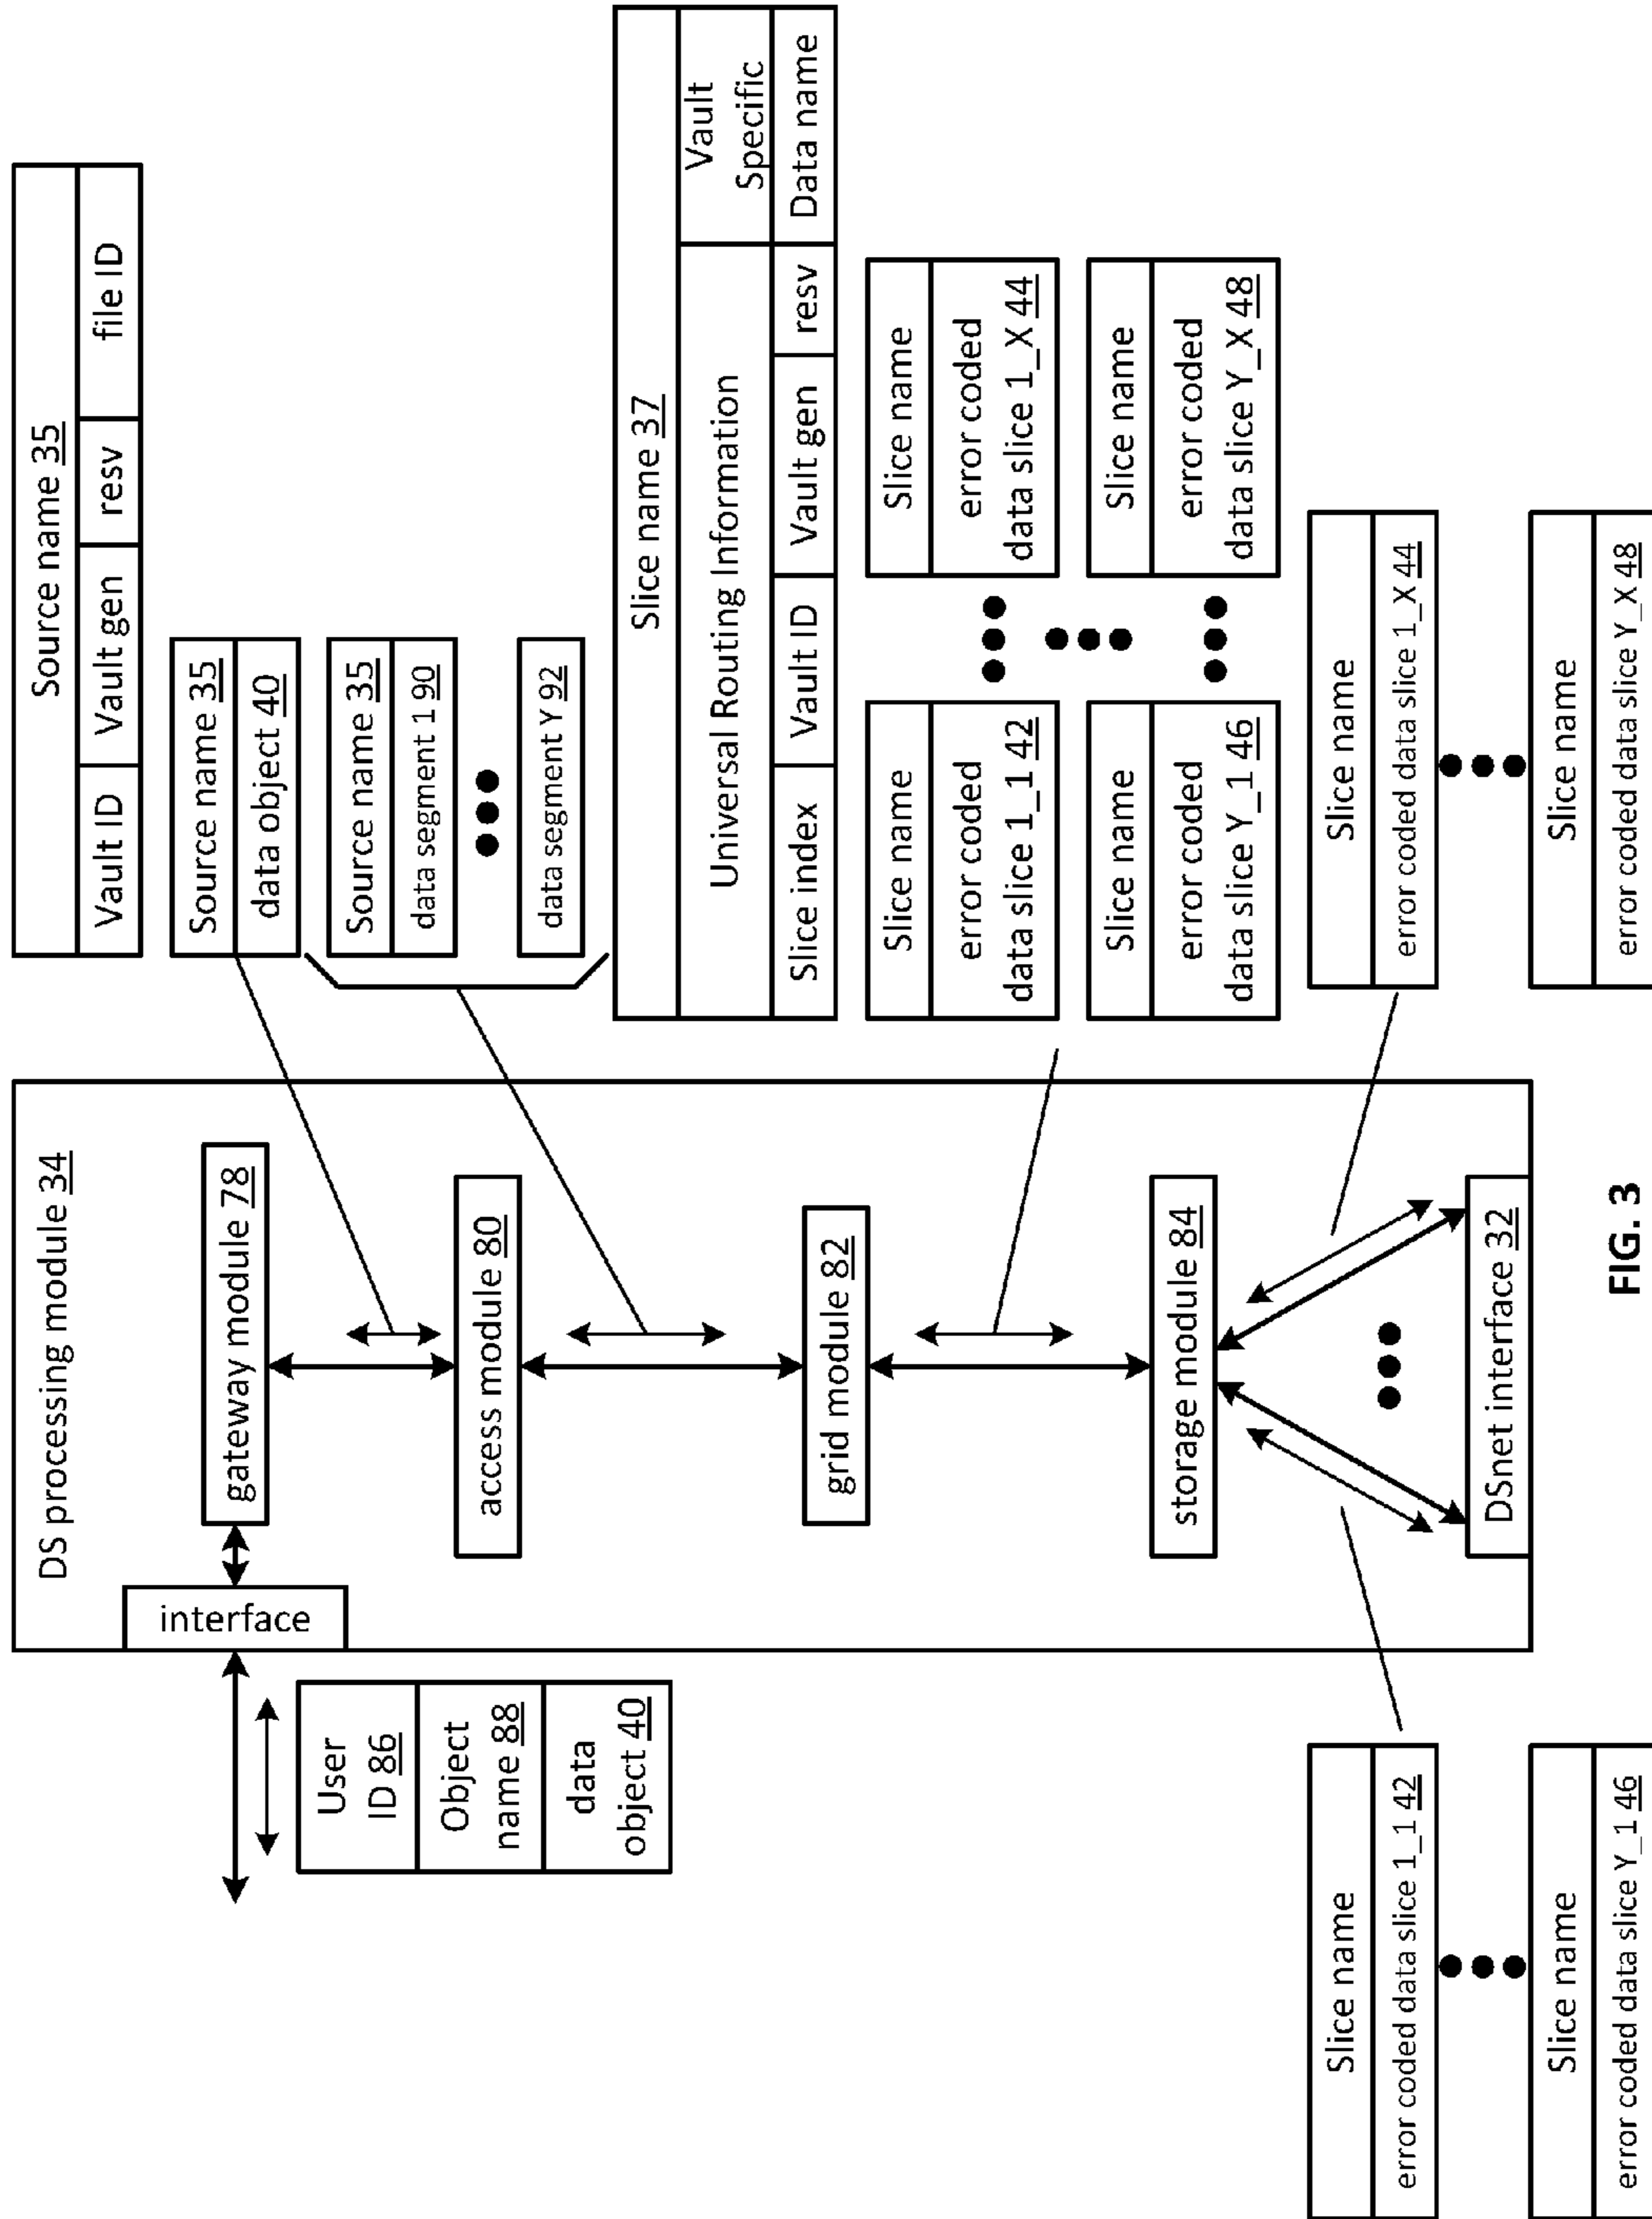 DS processing module 34
interface
gateway module 78
access module 80
grid module 82
storage module 84
DSnet interface 32
User
ID 86
Object
name 88
data
object 40
Source name 35
Vault ID
Vault gen
resv
file ID
Source name 35
data object 40
Source name 35
data segment 1 90
data segment Y 92
Slice name 37
Universal Routing Information
Vault
Specific
Slice index
Vault ID
Vault gen
resv
Data name
Slice name
error coded
data slice 1_1 42
Slice name
error coded
data slice 1_X 44
Slice name
error coded
data slice Y_1 46
Slice name
error coded
data slice Y_X 48
Slice name
error coded data slice 1_1 42
Slice name
error coded data slice Y_1 46
Slice name
error coded data slice 1_X 44
Slice name
error coded data slice Y_X 48
FIG. 3